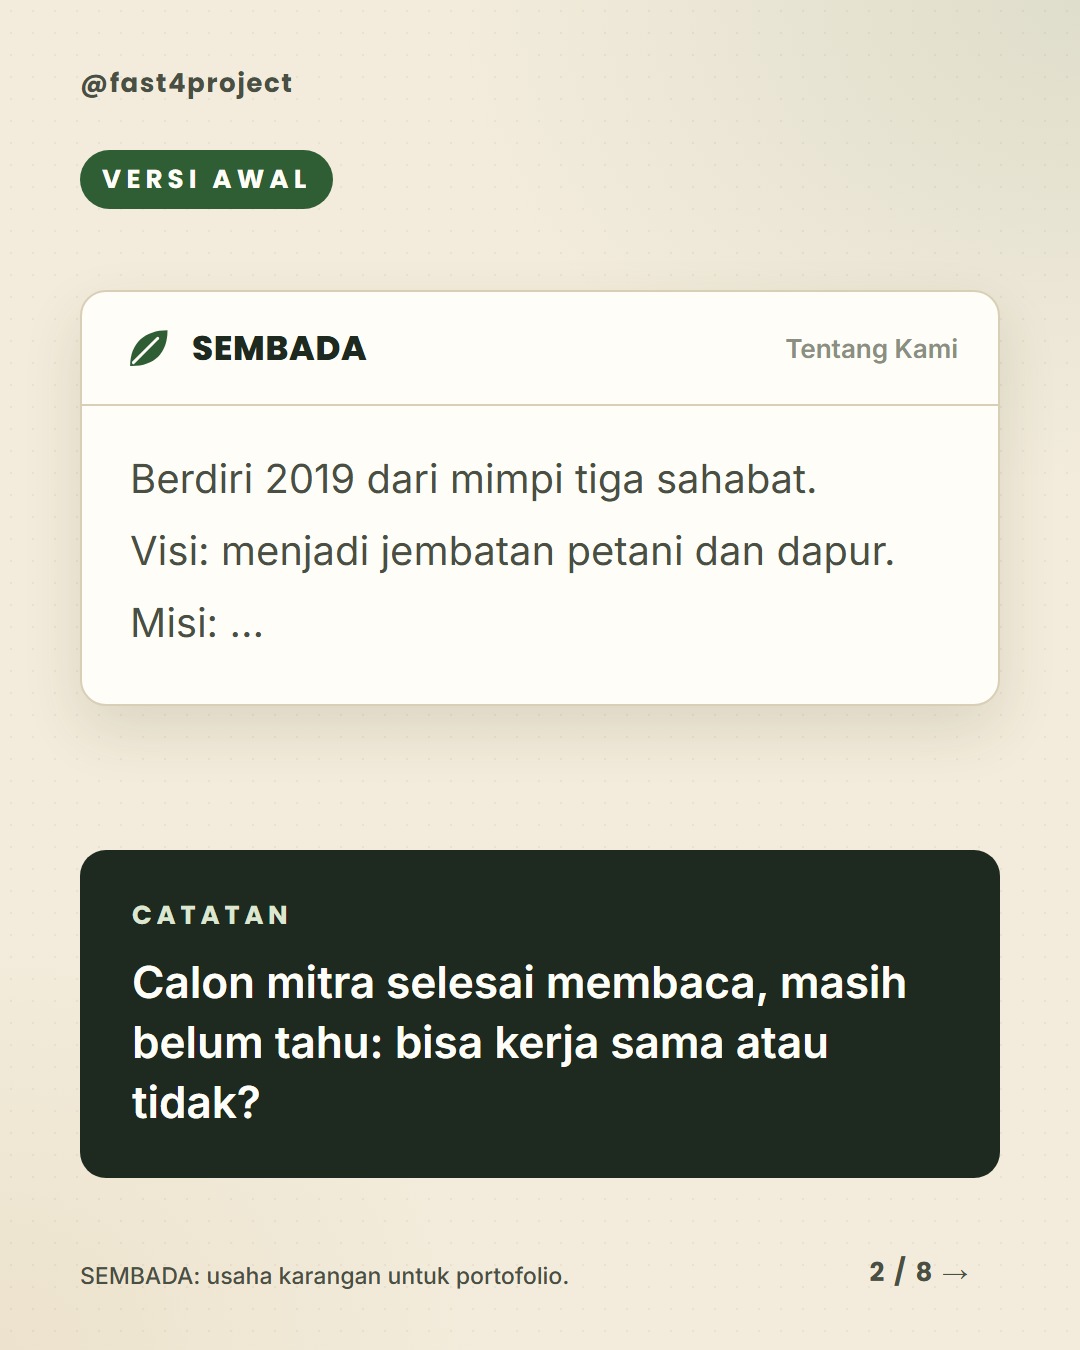 @fast4project
VERSI AWAL
SEMBADA
Tentang Kami
Berdiri 2019 dari mimpi tiga sahabat.
Visi: menjadi jembatan petani dan dapur.
Misi: ...
CATATAN
Calon mitra selesai membaca, masih
belum tahu: bisa kerja sama atau
tidak?
SEMBADA: usaha karangan untuk portofolio.
2 / 8 →